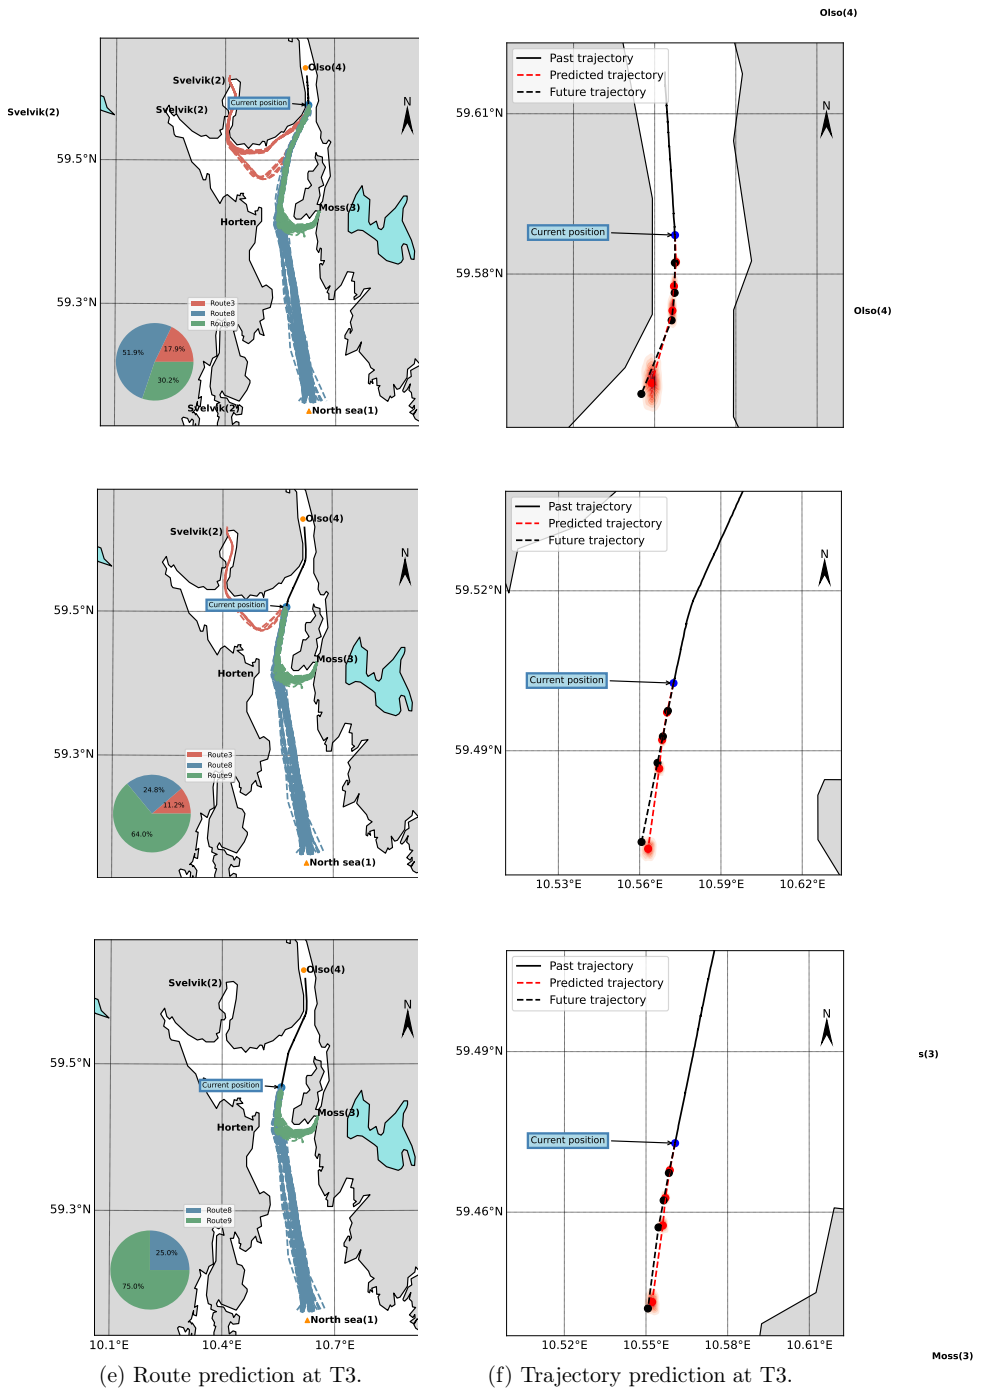 Olso(4)
Olso(4)
Svelvik(2)
Svelvik(2)
Svelvik(2)
Current position
N
59.5°N
Moss(3)
Horten
59.3°N
Route3
Route8
Route9
51.9%
17.9%
30.2%
Svelvik(2)
North sea(1)
Past trajectory
Predicted trajectory
Future trajectory
59.61°N
N
Current position
59.58°N
Olso(4)
Olso(4)
Svelvik(2)
N
Current position
59.5°N
Moss(3)
Horten
59.3°N
Route3
Route8
Route9
24.8%
11.2%
64.0%
North sea(1)
Past trajectory
Predicted trajectory
Future trajectory
N
59.52°N
Current position
59.49°N
10.53°E 10.56°E 10.59°E 10.62°E
Olso(4)
Svelvik(2)
N
59.5°N
Current position
Moss(3)
Horten
59.3°N
Route8
Route9
25.0%
75.0%
North sea(1)
10.1°E 10.4°E 10.7°E
Past trajectory
Predicted trajectory
Future trajectory
N
59.49°N
s(3)
Current position
59.46°N
10.52°E 10.55°E 10.58°E 10.61°E
Moss(3)
(e) Route prediction at T3.
(f) Trajectory prediction at T3.